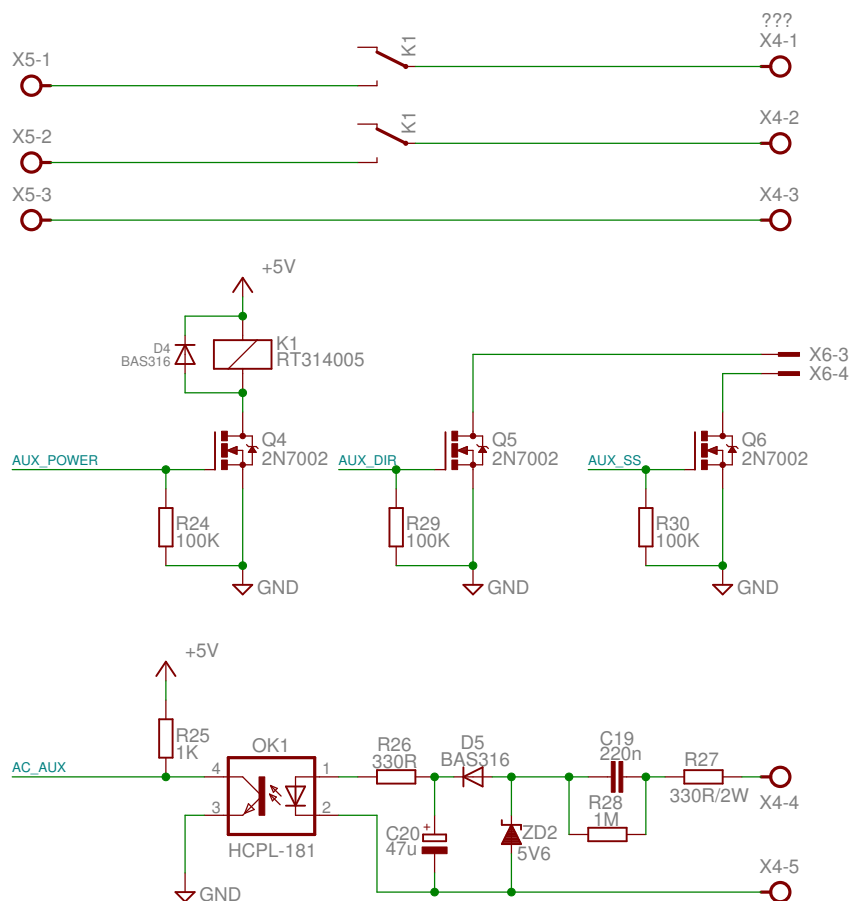 ???
X4-1
X5-1
K1
X4-2
X5-2
K1
X5-3
X4-3
+5V
D4
BAS316
K1
RT314005
X6-3
X6-4
AUX_POWER
Q4
2N7002
AUX_DIR
Q5
2N7002
AUX_SS
Q6
2N7002
R24
100K
R29
100K
R30
100K
GND
GND
GND
+5V
R25
1K
AC_AUX
OK1
4
3
1
2
HCPL-181
R26
330R
D5
BAS316
C19
220n
R27
330R/2W
X4-4
R28
1M
C20
47u
+
ZD2
5V6
X4-5
GND